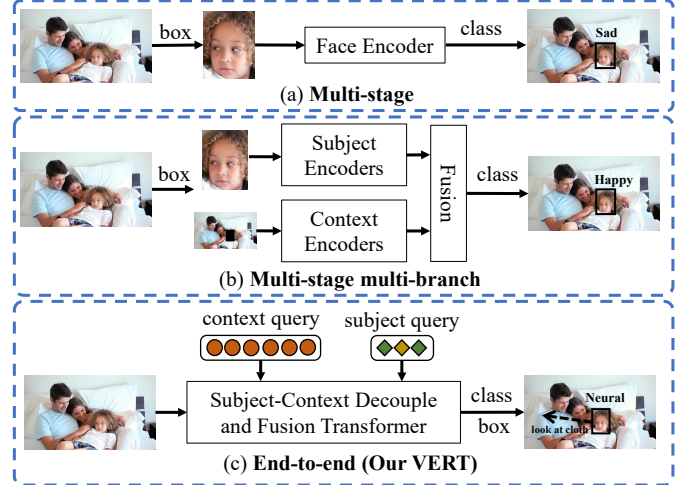 box
Face Encoder
class
Sad
(a) Multi-stage
box
Subject
Encoders
Context
Encoders
Fusion
class
Happy
(b) Multi-stage multi-branch
context query
subject query
Subject-Context Decouple
and Fusion Transformer
class
box
Neural
look at cloth
(c) End-to-end (Our VERT)